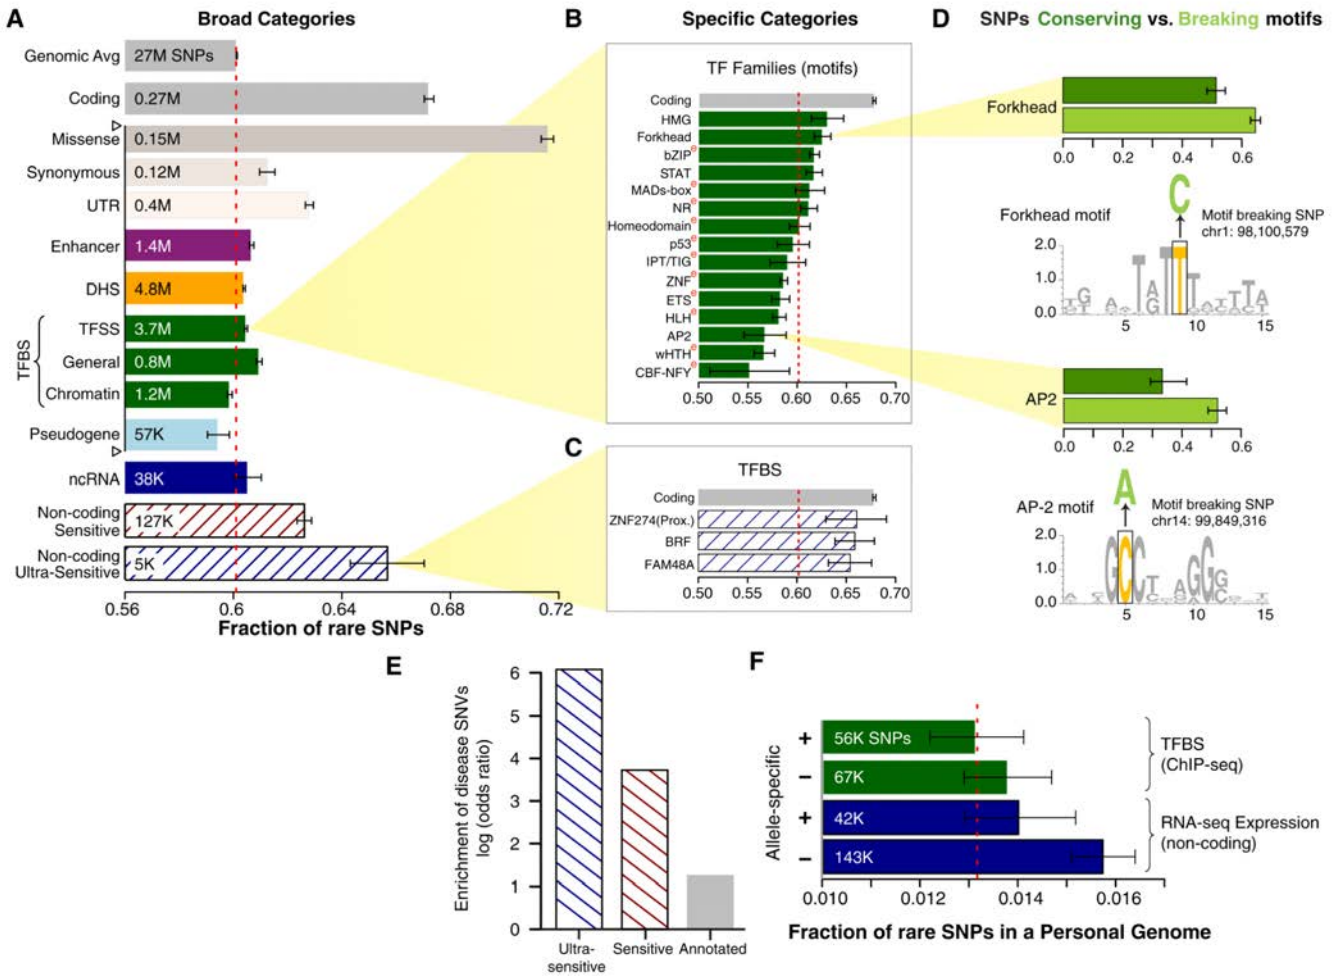 A
Broad Categories
Genomic Avg
27M SNPs
Coding
0.27M
Missense
0.15M
Synonymous
0.12M
UTR
0.4M
Enhancer
1.4M
DHS
4.8M
TFBS
TFSS
3.7M
General
0.8M
Chromatin
1.2M
Pseudogene
57K
ncRNA
38K
Non-coding
Sensitive
127K
Non-coding
Ultra-Sensitive
5K
0.56 0.6 0.64 0.68 0.72
Fraction of rare SNPs
B
Specific Categories
TF Families (motifs)
Coding
HMG
Forkhead
bZIP e
STAT
MADs-box e
NR e
Homeodomain e
p53 e
IPT/TIG
ZNF e
ETS e
HLH e
AP2
wHTH e
CBF-NFY e
0.50 0.55 0.60 0.65 0.70
C
TFBS
Coding
ZNF274(Prox.)
BRF
FAM48A
0.50 0.55 0.60 0.65 0.70
D
SNPs Conserving vs. Breaking motifs
Forkhead
0.0 0.2 0.4 0.6
C
Forkhead motif
Motif breaking SNP
chr1: 98,100,579
2.0
1.0
0.0
5 10 15
AP2
0.0 0.2 0.4 0.6
A
AP-2 motif
Motif breaking SNP
chr14: 99,849,316
2.0
1.0
0.0
5 10 15
E
Enrichment of disease SNVs
log (odds ratio)
6
5
4
3
2
1
0
Ultra-
sensitive
Sensitive
Annotated
F
Allele-specific
+ 56K SNPs
− 67K
TFBS
(ChIP-seq)
+ 42K
− 143K
RNA-seq Expression
(non-coding)
0.010 0.012 0.014 0.016
Fraction of rare SNPs in a Personal Genome